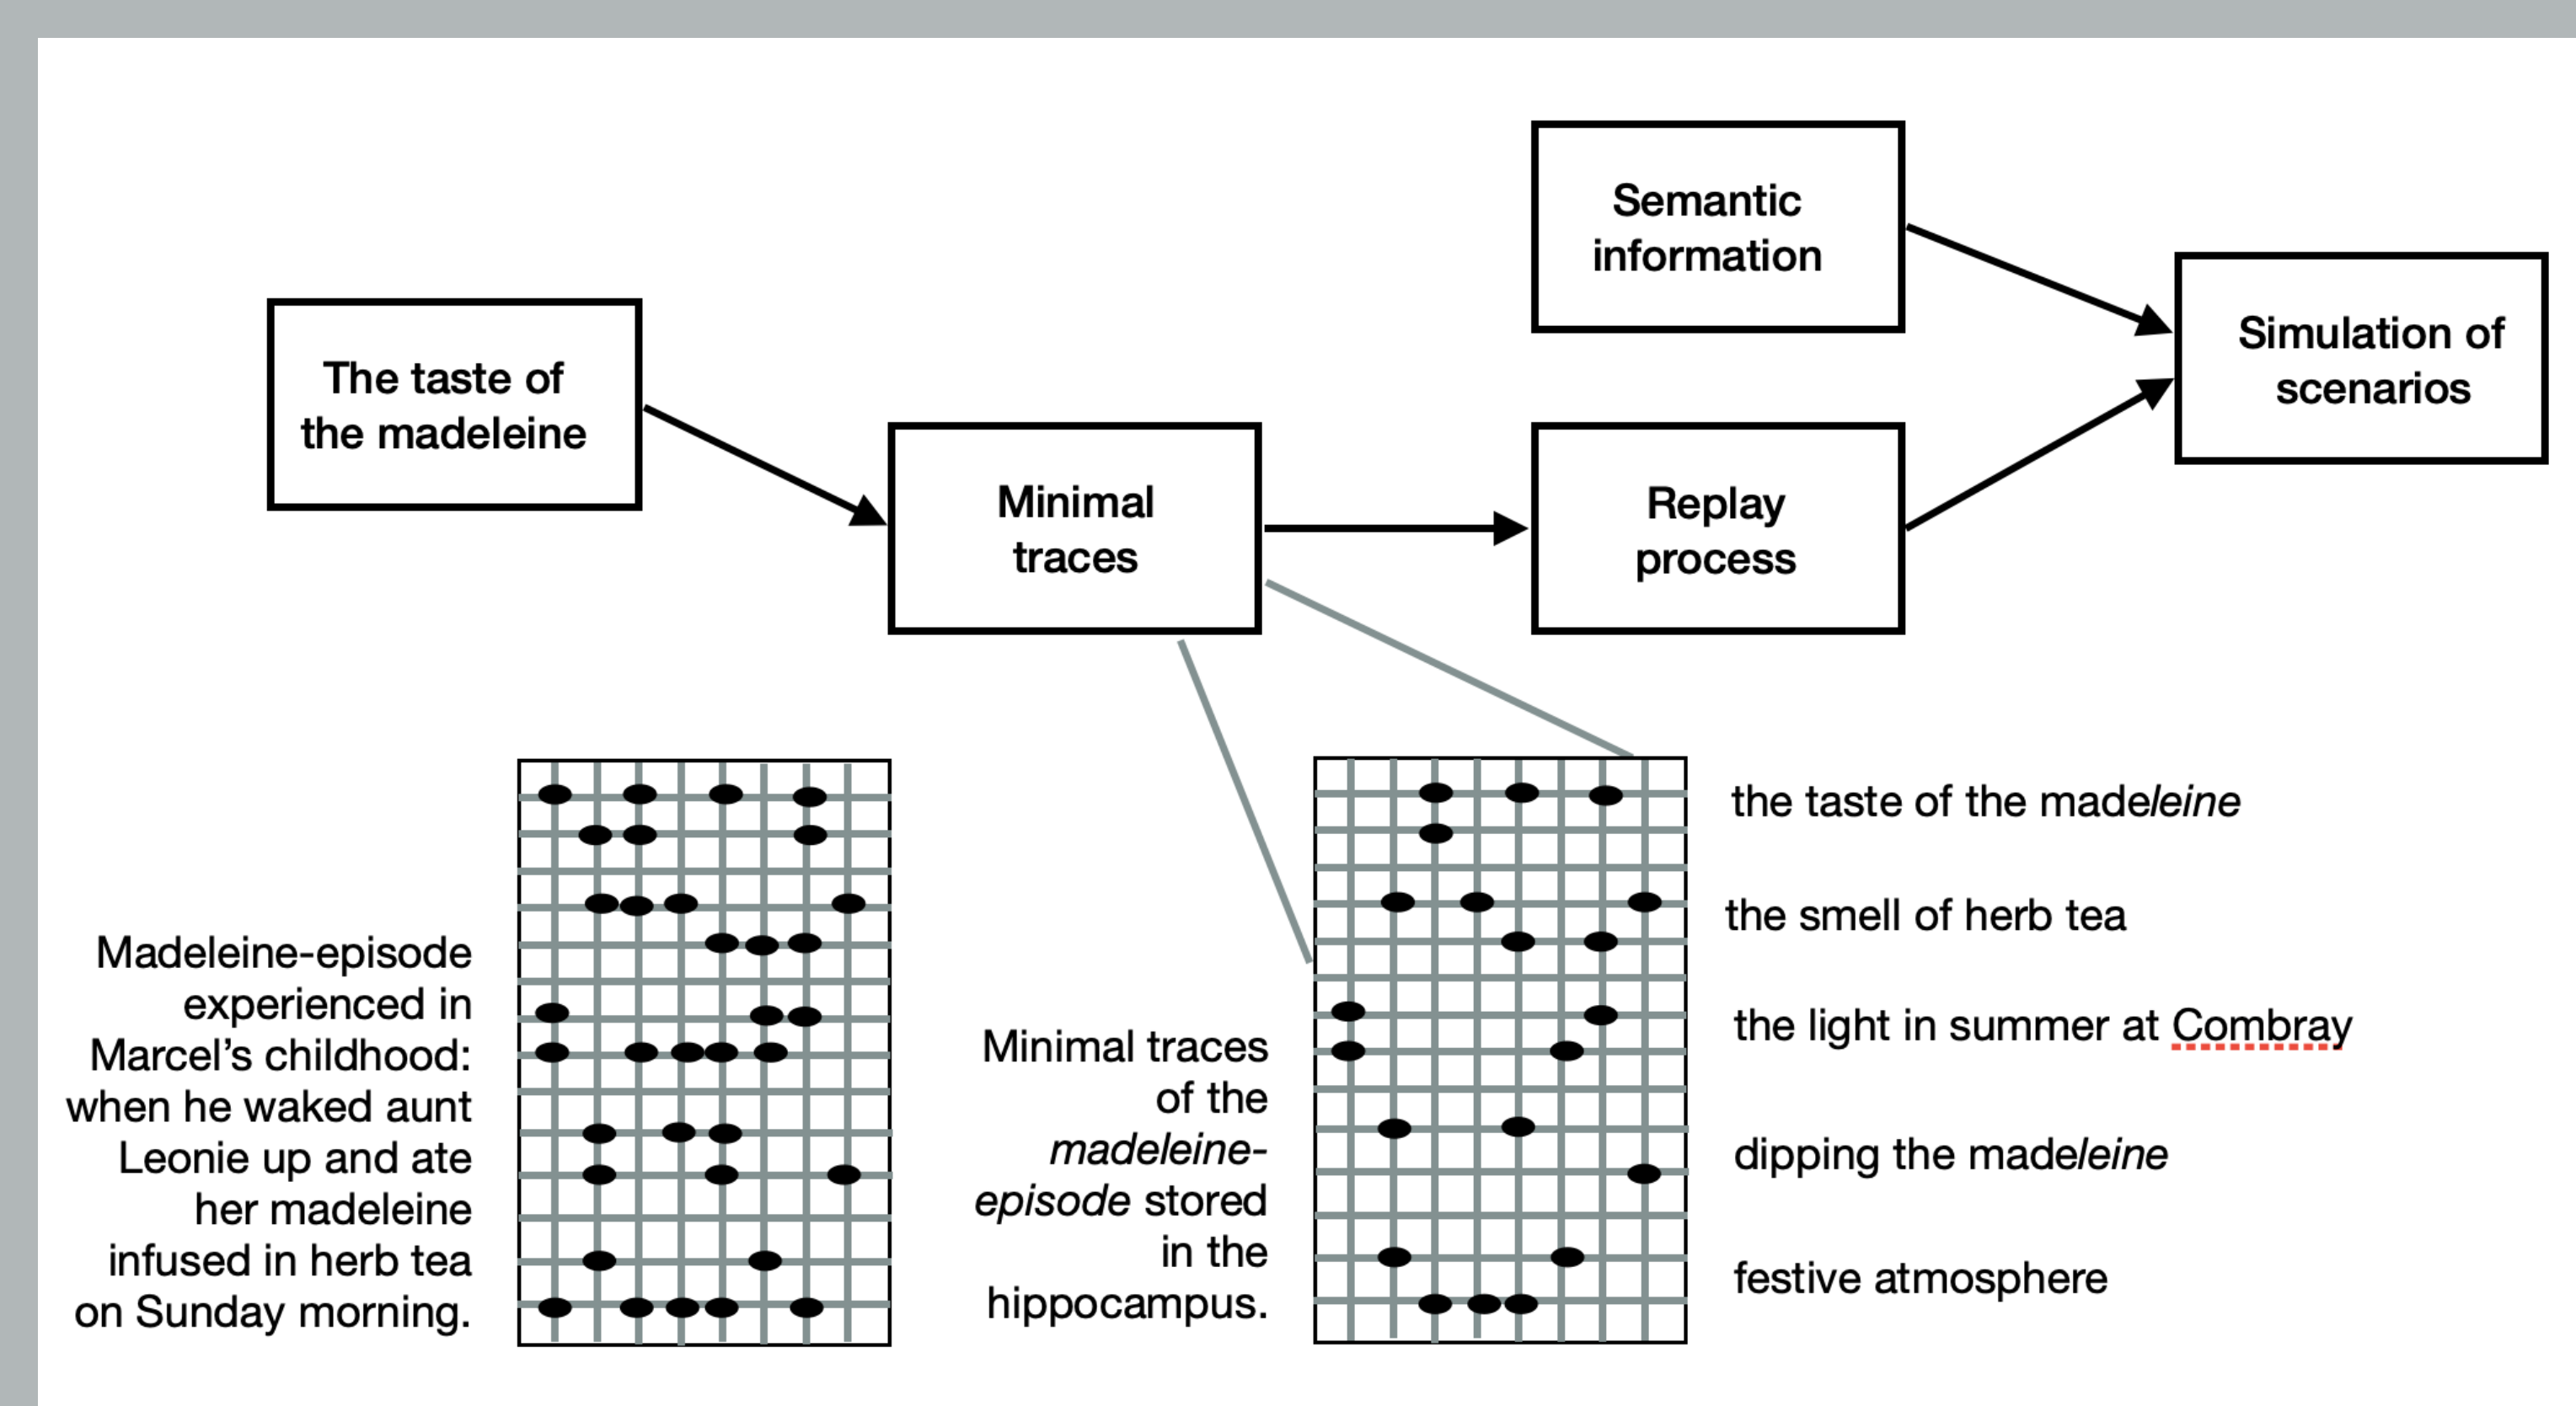 Semantic
information
Simulation of
scenarios
The taste of
the madeleine
Minimal
traces
Replay
process
Madeleine-episode
experienced in
Marcel's childhood:
when he waked aunt
Leonie up and ate
her madeleine
infused in herb tea
on Sunday morning.
Minimal traces
of the
madeleine-
episode stored
in the
hippocampus.
the taste of the madeleine
the smell of herb tea
the light in summer at Combray
dipping the madeleine
festive atmosphere